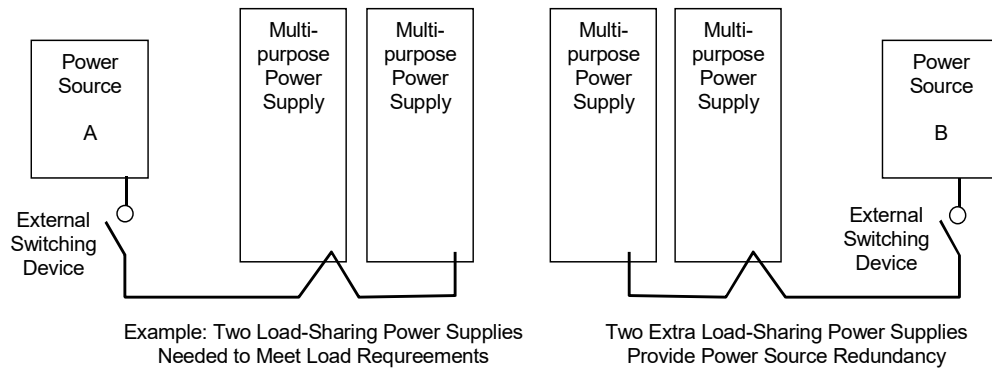 Power
Source
A
Multi-
purpose
Power
Supply
Multi-
purpose
Power
Supply
Multi-
purpose
Power
Supply
Multi-
purpose
Power
Supply
Power
Source
B
External
Switching
Device
External
Switching
Device
Example: Two Load-Sharing Power Supplies
Needed to Meet Load Requreements
Two Extra Load-Sharing Power Supplies
Provide Power Source Redundancy